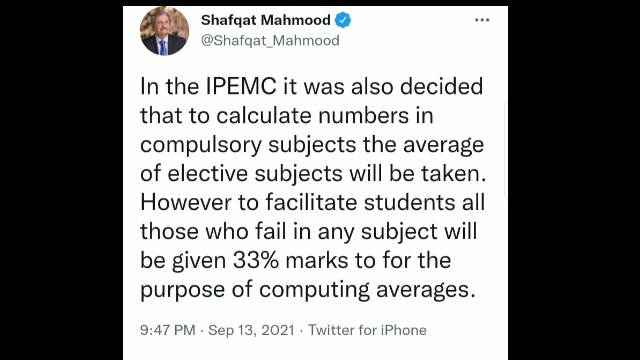 Shafqat Mahmood
@Shafqat_Mahmood
In the IPEMC it was also decided
that to calculate numbers in
compulsory subjects the average
of elective subjects will be taken.
However to facilitate students all
those who fail in any subject will
be given 33% marks to for the
purpose of computing averages.
9:47 PM · Sep 13, 2021 · Twitter for iPhone